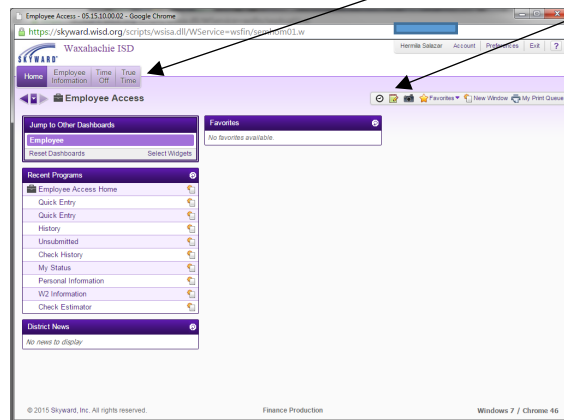 Employee Access - 05.15.10.00.02 - Google Chrome
https://skyward.wisd.org/scripts/wsisa.dll/WService=wsfin/semhom01.w
SKYWARD
Waxahachie ISD
Hermila Salazar Account Preferences Exit ?
Home Employee Information Time Off True Time
Employee Access
Favorites New Window My Print Queue
Jump to Other Dashboards
Employee
Reset Dashboards Select Widgets
Favorites
No favorites available.
Recent Programs
Employee Access Home
Quick Entry
Quick Entry
History
Unsubmitted
Check History
My Status
Personal Information
W2 Information
Check Estimator
District News
No news to display
© 2015 Skyward, Inc. All rights reserved. Finance Production Windows 7 / Chrome 46